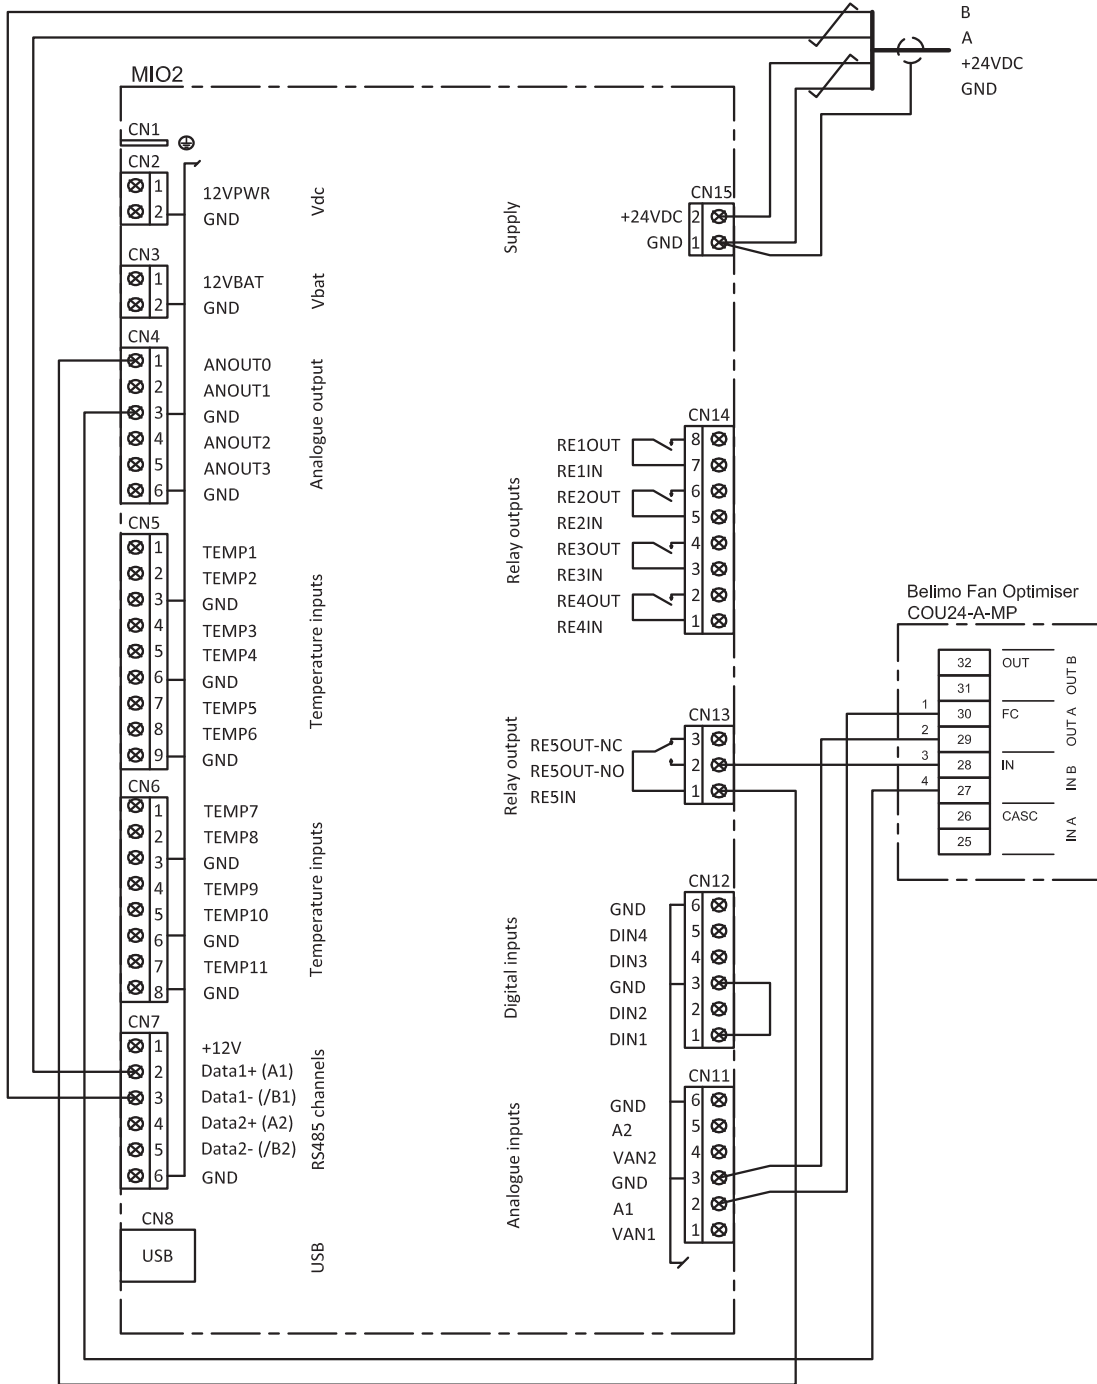 B
A
+24VDC
GND
MIO2
CN1
CN2
1 12VPWR
2 GND
Vdc
CN3
1 12VBAT
2 GND
Vbat
CN4
1 ANOUT0
2 ANOUT1
3 GND
4 ANOUT2
5 ANOUT3
6 GND
Analogue output
CN5
1 TEMP1
2 TEMP2
3 GND
4 TEMP3
5 TEMP4
6 GND
7 TEMP5
8 TEMP6
9 GND
Temperature inputs
CN6
1 TEMP7
2 TEMP8
3 GND
4 TEMP9
5 TEMP10
6 GND
7 TEMP11
8 GND
Temperature inputs
CN7
1 +12V
2 Data1+ (A1)
3 Data1- (/B1)
4 Data2+ (A2)
5 Data2- (/B2)
6 GND
RS485 channels
CN8
USB
USB
CN15
+24VDC 2
GND 1
Supply
CN14
8
RE1OUT
7
RE1IN
6
RE2OUT
5
RE2IN
4
RE3OUT
3
RE3IN
2
RE4OUT
1
RE4IN
Relay outputs
CN13
RE5OUT-NC 3
RE5OUT-NO 2
RE5IN 1
Relay output
CN12
GND 6
DIN4 5
DIN3 4
GND 3
DIN2 2
DIN1 1
Digital inputs
CN11
GND 6
A2 5
VAN2 4
GND 3
A1 2
VAN1 1
Analogue inputs
Belimo Fan Optimiser
COU24-A-MP
32 OUT
31
OUT B
1 30 FC
2 29
OUT A
3 28 IN
4 27
IN B
26 CASC
25
IN A